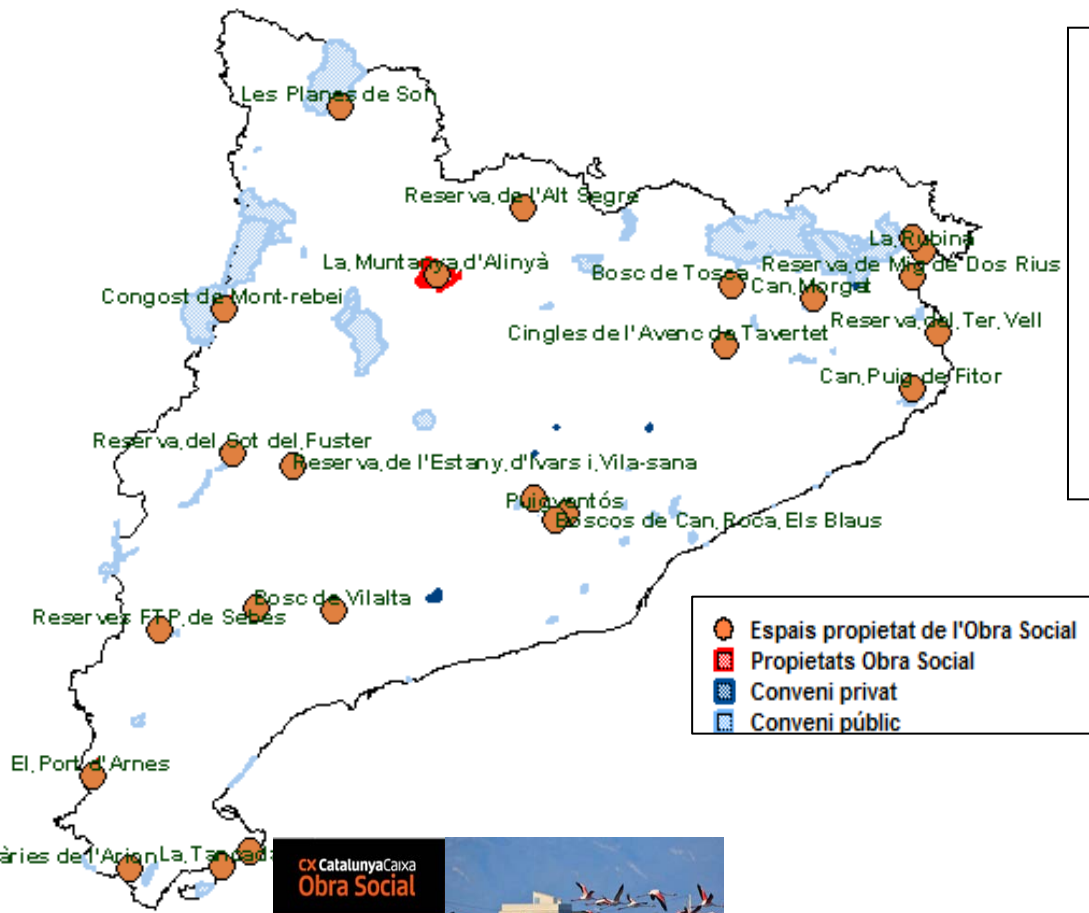 Les Planes de Son
Reserva de l'Alt Segre
La Rubina
La Muntanya d'Alinyà
Bosc de Tosca
Reserva de Mig de Dos Rius
Can Morget
Congost de Mont-rebei
Reserva del Ter Vell
Cingles de l'Avenc de Tavertet
Can Puig de Fitor
Reserva del Sot del Fuster
Reserva de l'Estany d'Ivars i Vila-sana
Puigventós
Boscos de Can Roca, Els Blaus
Bosc de Vilalta
Reserves FTP de Sebes
Espais propietat de l'Obra Social
Propietats Obra Social
Conveni privat
Conveni públic
El Port d'Arnes
àries de l'Arion
La Tancada
CX CatalunyaCaixa
Obra Social